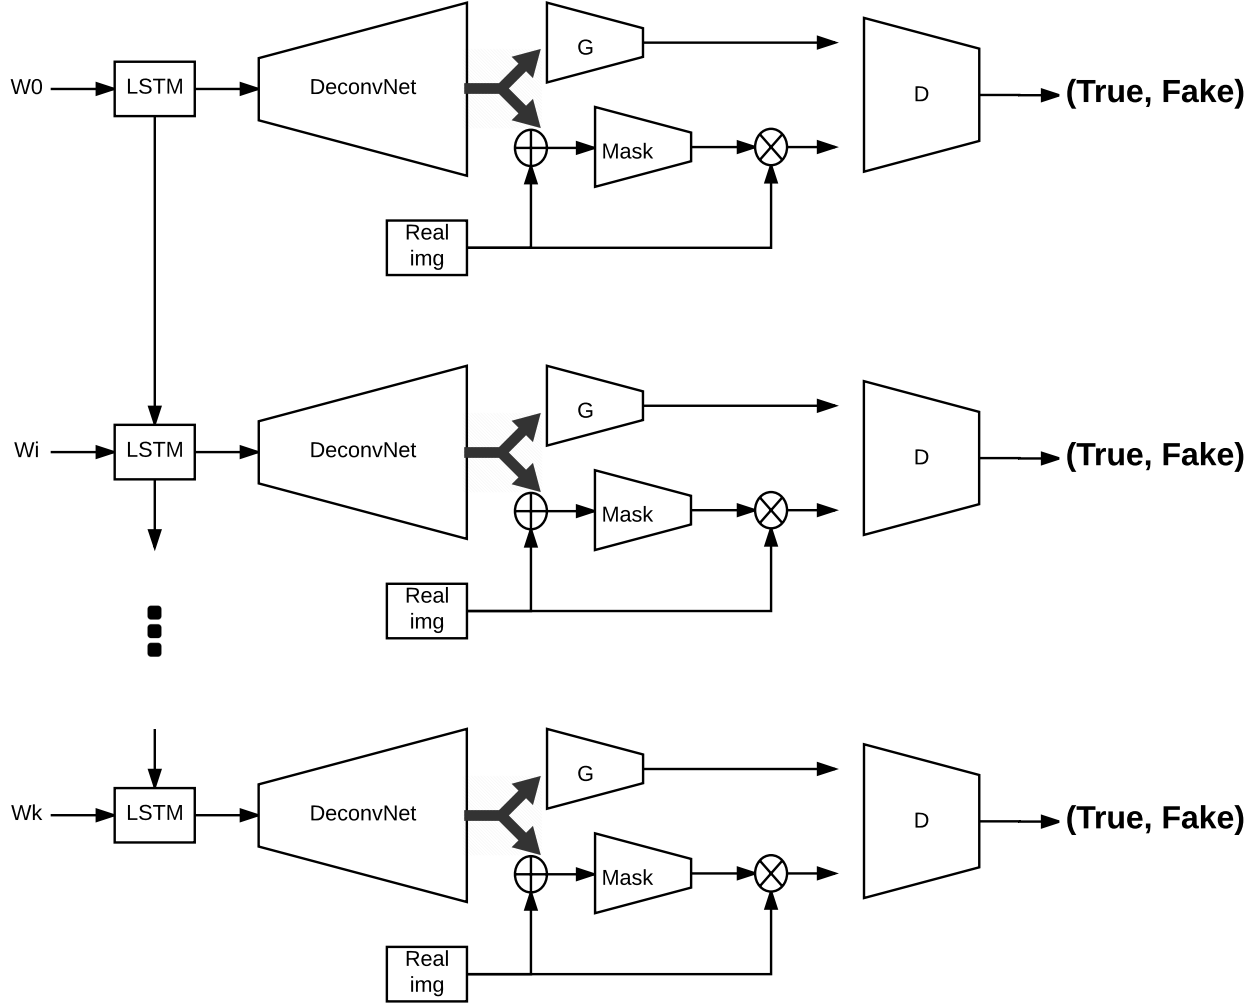 W0
LSTM
DeconvNet
G
Mask
D
(True, Fake)
Real
img
Wi
LSTM
DeconvNet
G
Mask
D
(True, Fake)
Real
img
Wk
LSTM
DeconvNet
G
Mask
D
(True, Fake)
Real
img